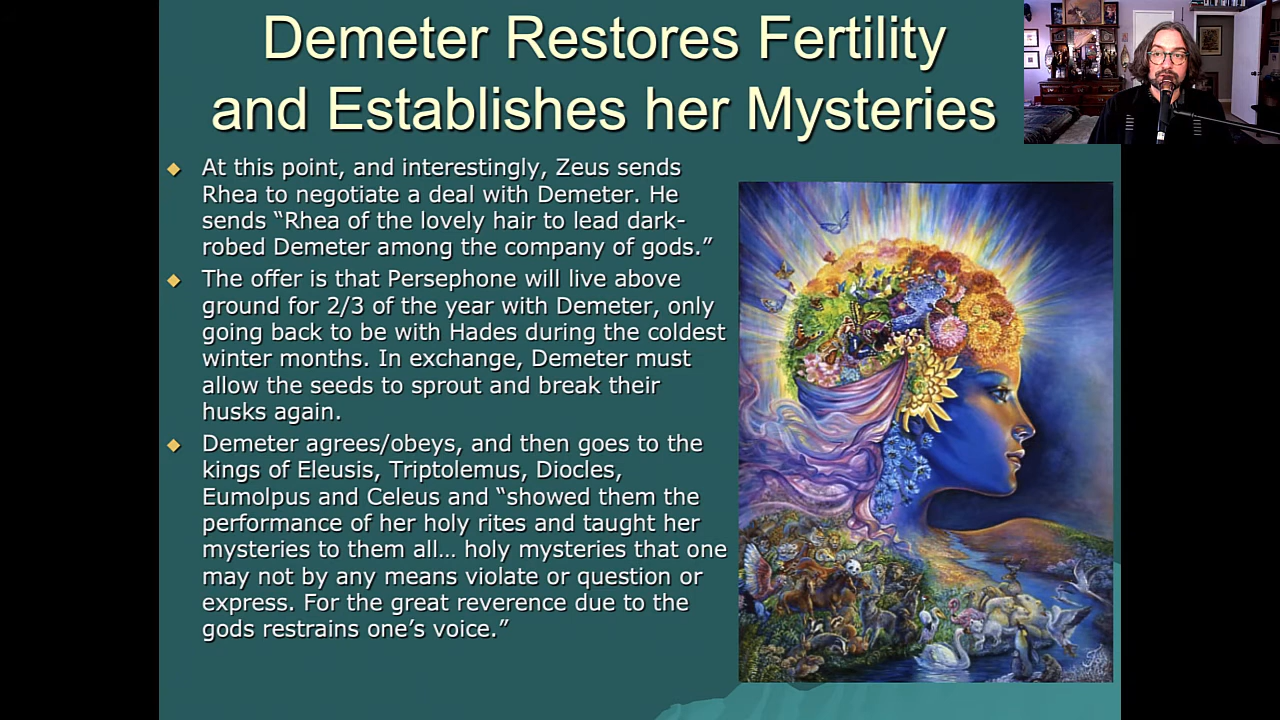 Demeter Restores Fertility
and Establishes her Mysteries
At this point, and interestingly, Zeus sends
Rhea to negotiate a deal with Demeter. He
sends “Rhea of the lovely hair to lead dark-
robed Demeter among the company of gods.”
The offer is that Persephone will live above
ground for 2/3 of the year with Demeter, only
going back to be with Hades during the coldest
winter months. In exchange, Demeter must
allow the seeds to sprout and break their
husks again.
Demeter agrees/obeys, and then goes to the
kings of Eleusis, Triptolemus, Diocles,
Eumolpus and Celeus and “showed them the
performance of her holy rites and taught her
mysteries to them all… holy mysteries that one
may not by any means violate or question or
express. For the great reverence due to the
gods restrains one’s voice.”